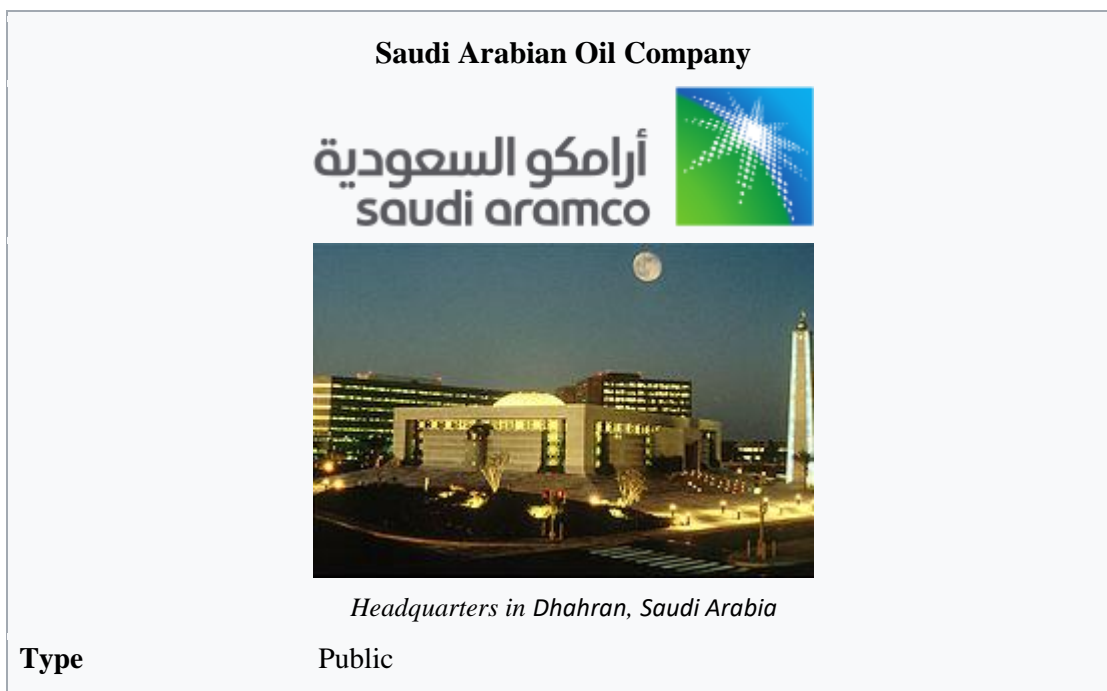 Saudi Arabian Oil Company
أرامكو السعودية
saudi aramco
Headquarters in Dhahran, Saudi Arabia
Type Public